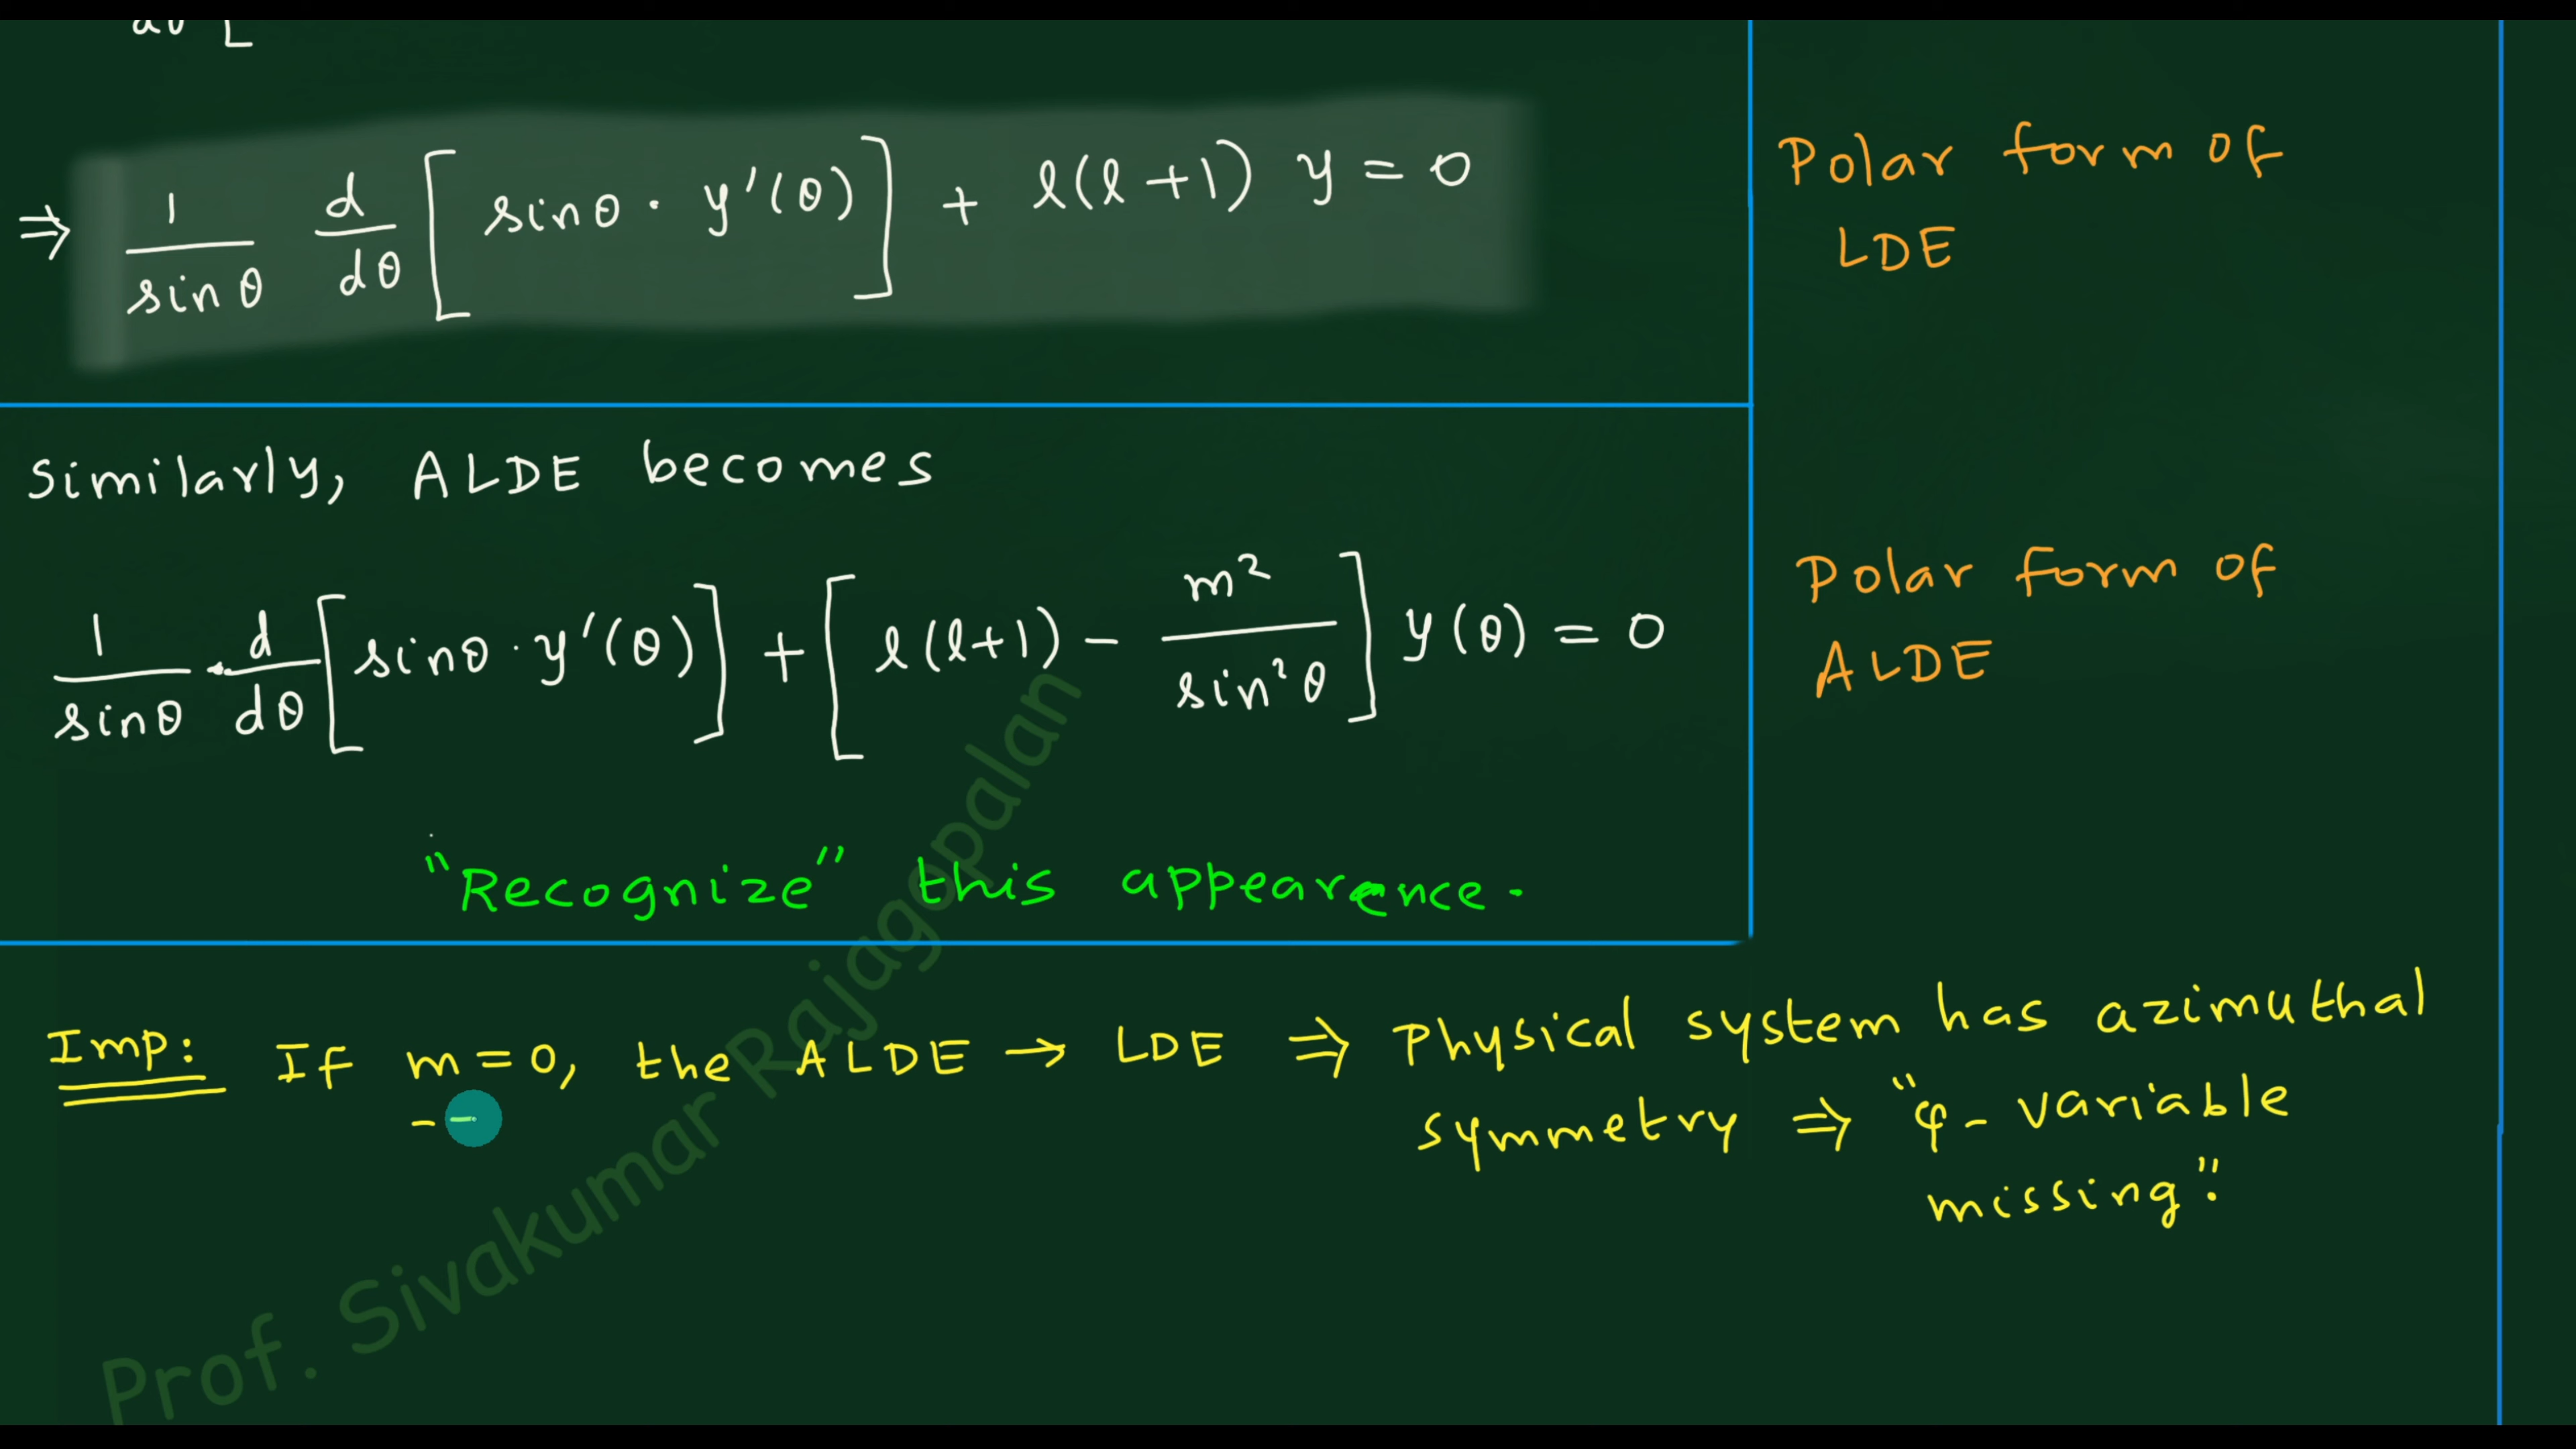 ⇒ 1/sinθ d/dθ [ sinθ · y'(θ) ] + l(l+1) y = 0
Polar form of
LDE
Similarly, ALDE becomes
1/sinθ · d/dθ [ sinθ · y'(θ) ] + [ l(l+1) - m²/sin²θ ] y(θ) = 0
Polar form of
ALDE
"Recognize" this appearence.
Imp: If m = 0, the ALDE → LDE ⇒ Physical system has azimuthal
symmetry ⇒ "φ - variable
missing".
Prof. Sivakumar Rajagopalan